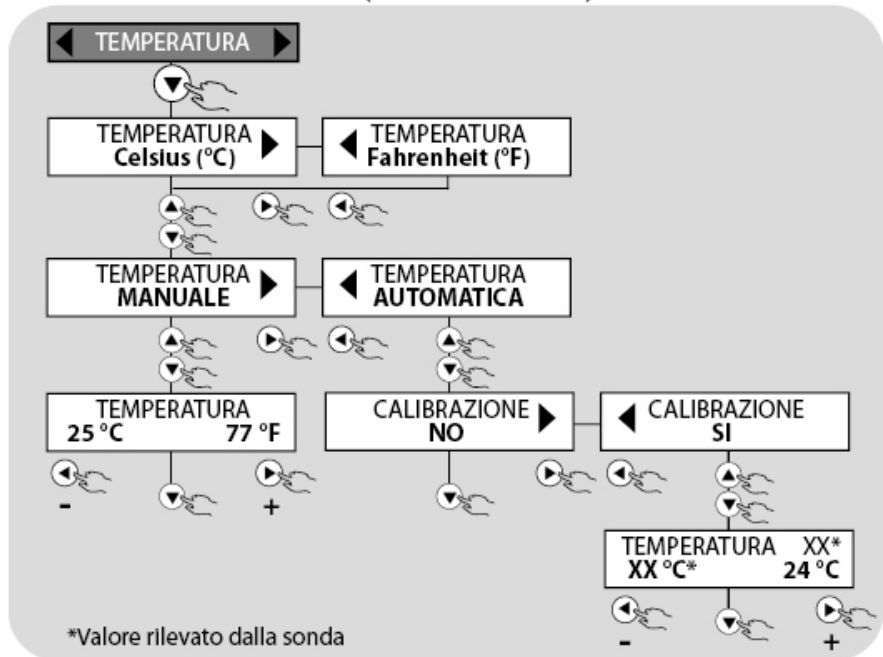 TEMPERATURA
TEMPERATURA
Celsius (°C)
TEMPERATURA
Fahrenheit (°F)
TEMPERATURA
MANUALE
TEMPERATURA
AUTOMATICA
TEMPERATURA
25 °C 77 °F
CALIBRAZIONE
NO
CALIBRAZIONE
SI
- +
TEMPERATURA XX*
XX °C* 24 °C
- +
*Valore rilevato dalla sonda